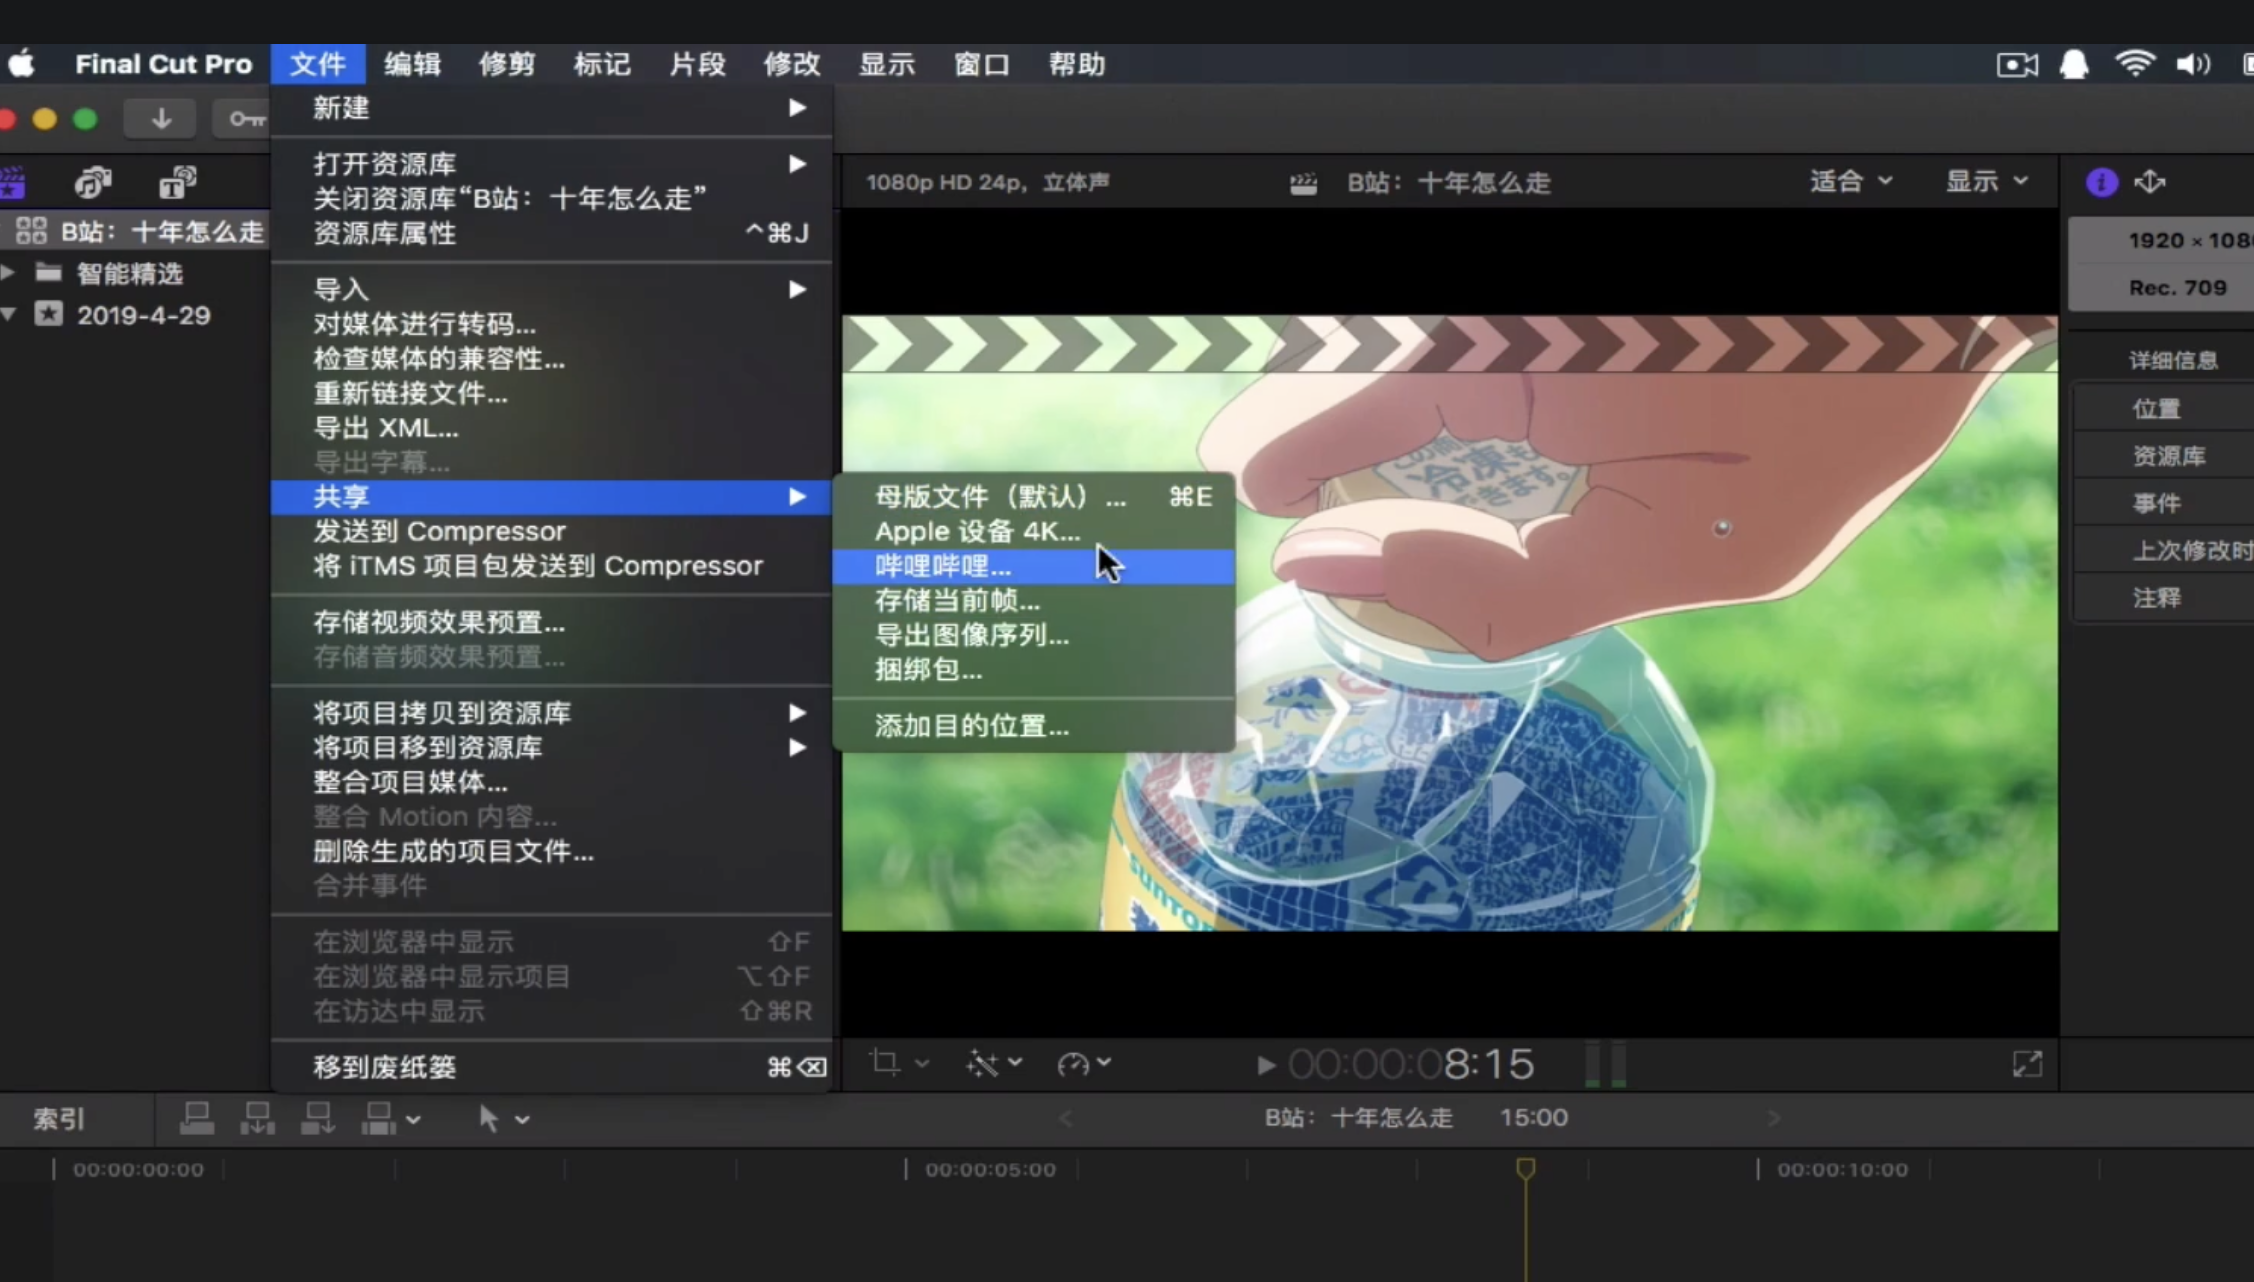 Final Cut Pro 文件 编辑 修剪 标记 片段 修改 显示 窗口 帮助
新建
打开资源库
关闭资源库“B站：十年怎么走”
资源库属性 ^⌘J
导入
对媒体进行转码...
检查媒体的兼容性...
重新链接文件...
导出 XML...
导出字幕...
共享
发送到 Compressor
将 iTMS 项目包发送到 Compressor
存储视频效果预置...
存储音频效果预置...
将项目拷贝到资源库
将项目移到资源库
整合项目媒体...
整合 Motion 内容...
删除生成的项目文件...
合并事件
在浏览器中显示 ⇧F
在浏览器中显示项目 ⌥⇧F
在访达中显示 ⇧⌘R
移到废纸篓 ⌘⌫
母版文件（默认）... ⌘E
Apple 设备 4K...
哔哩哔哩...
存储当前帧...
导出图像序列...
捆绑包...
添加目的位置...
B站：十年怎么走
智能精选
2019-4-29
1080p HD 24p，立体声 B站：十年怎么走 适合 显示
冷凍も
できます。
SUNTO
1920 × 108
Rec. 709
详细信息
位置
资源库
事件
上次修改时
注释
00:00:08:15
索引 B站：十年怎么走 15:00
00:00:00:00 00:00:05:00 00:00:10:00